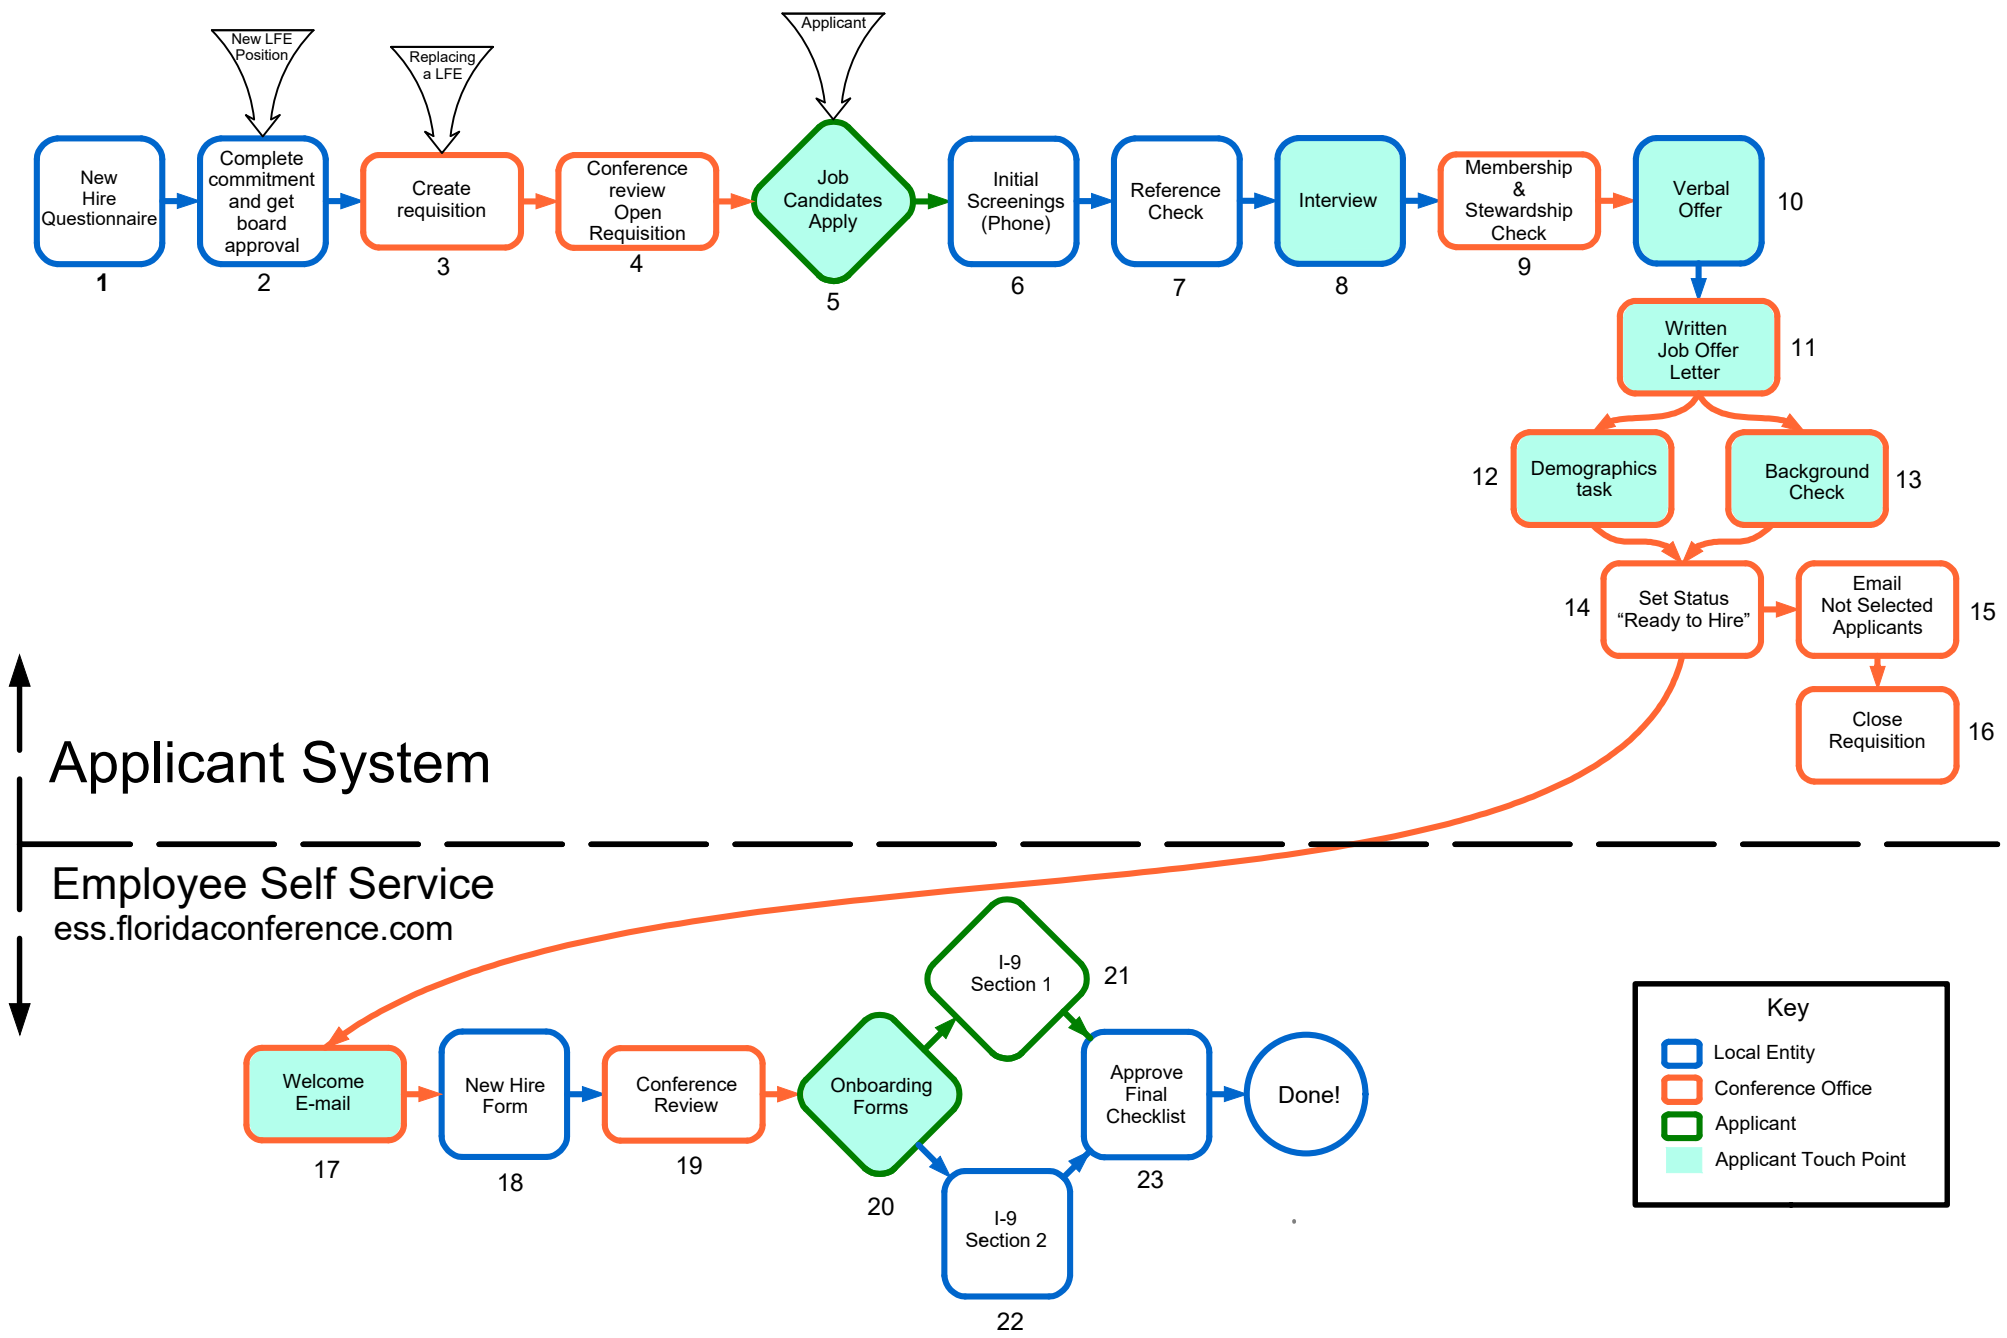 New LFE
Position
Replacing
a LFE
Applicant
New
Hire
Questionnaire
1
Complete
commitment
and get
board
approval
2
Create
requisition
3
Conference
review
Open
Requisition
4
Job
Candidates
Apply
5
Initial
Screenings
(Phone)
6
Reference
Check
7
Interview
8
Membership
&
Stewardship
Check
9
Verbal
Offer
10
Written
Job Offer
Letter
11
12
Demographics
task
Background
Check
13
14
Set Status
“Ready to Hire”
Email
Not Selected
Applicants
15
Close
Requisition
16
Applicant System
Employee Self Service
ess.floridaconference.com
Welcome
E-mail
17
New Hire
Form
18
Conference
Review
19
Onboarding
Forms
20
I-9
Section 1
21
I-9
Section 2
22
Approve
Final
Checklist
23
Done!
Key
Local Entity
Conference Office
Applicant
Applicant Touch Point